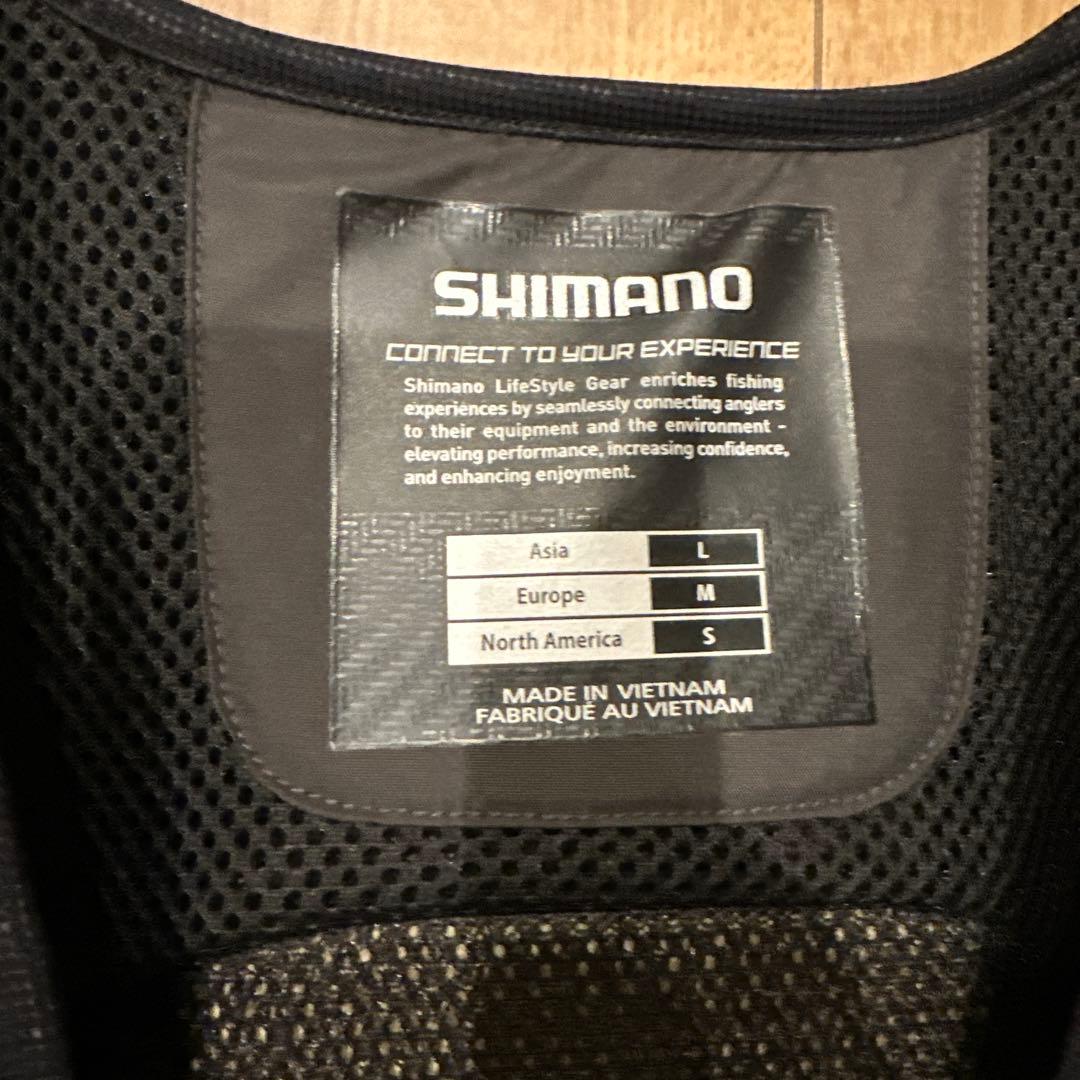 SHIMANO
CONNECT TO YOUR EXPERIENCE
Shimano LifeStyle Gear enriches fishing
experiences by seamlessly connecting anglers
to their equipment and the environment -
elevating performance, increasing confidence,
and enhancing enjoyment.
Asia L
Europe M
North America S
MADE IN VIETNAM
FABRIQUÉ AU VIETNAM